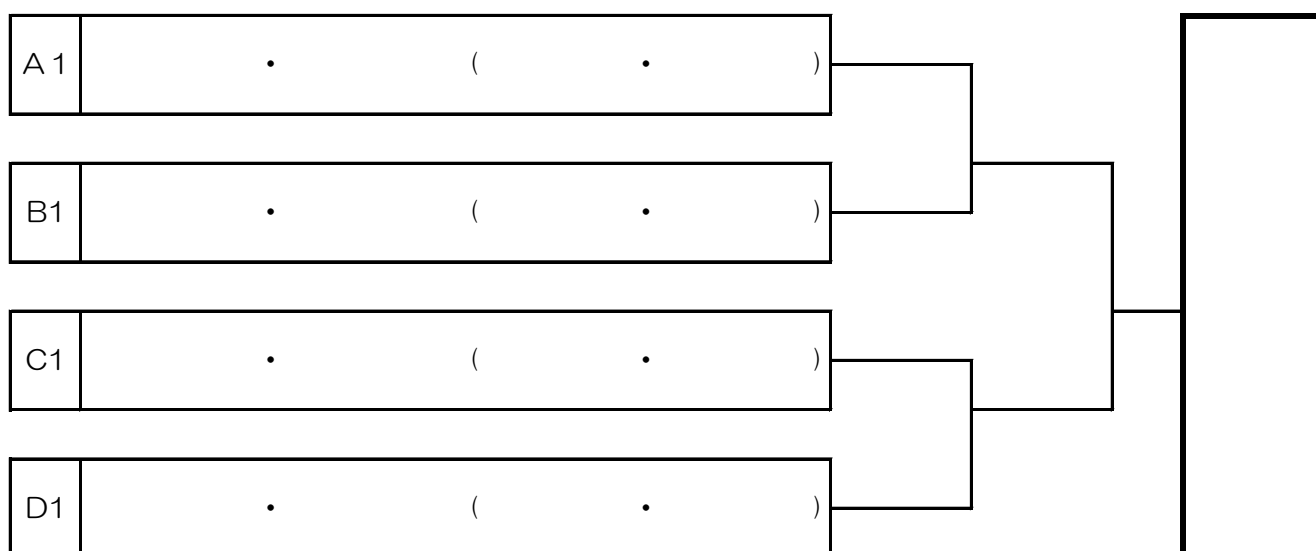 A1 ・ ( ・ )
B1 ・ ( ・ )
C1 ・ ( ・ )
D1 ・ ( ・ )